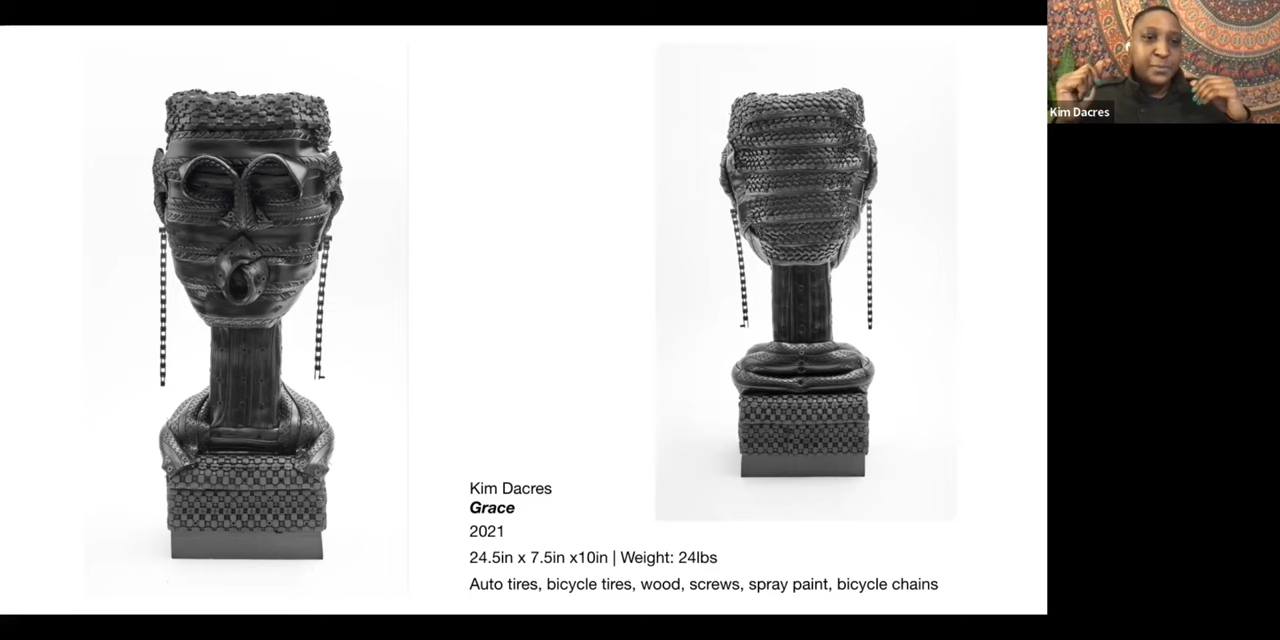 Kim Dacres
Kim Dacres
Grace
2021
24.5in x 7.5in x10in | Weight: 24lbs
Auto tires, bicycle tires, wood, screws, spray paint, bicycle chains